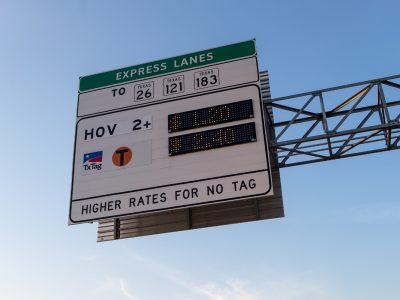 EXPRESS LANES
TO TEXAS 26 TEXAS 121 TEXAS 183
HOV 2+
TxTag T
HIGHER RATES FOR NO TAG